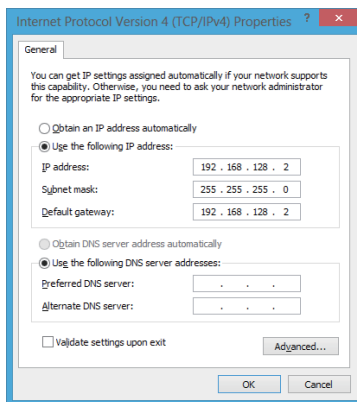 Internet Protocol Version 4 (TCP/IPv4) Properties ? ×
General
You can get IP settings assigned automatically if your network supports
this capability. Otherwise, you need to ask your network administrator
for the appropriate IP settings.
Obtain an IP address automatically
Use the following IP address:
IP address: 192 . 168 . 128 . 2
Subnet mask: 255 . 255 . 255 . 0
Default gateway: 192 . 168 . 128 . 2
Obtain DNS server address automatically
Use the following DNS server addresses:
Preferred DNS server: . . .
Alternate DNS server: . . .
Validate settings upon exit
Advanced...
OK Cancel